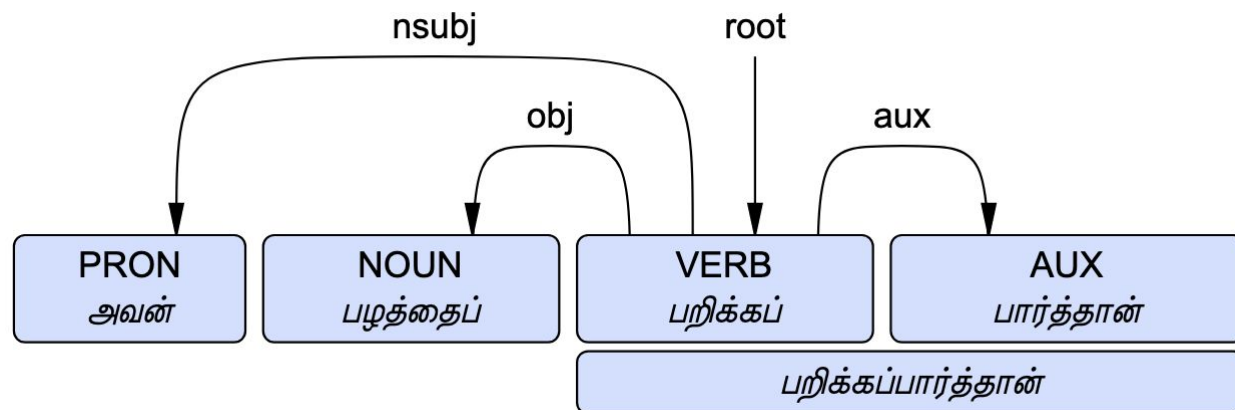 nsubj root
obj aux
PRON NOUN VERB AUX
அவன் பழத்தைப் பறிக்கப் பார்த்தான்
பறிக்கப்பார்த்தான்